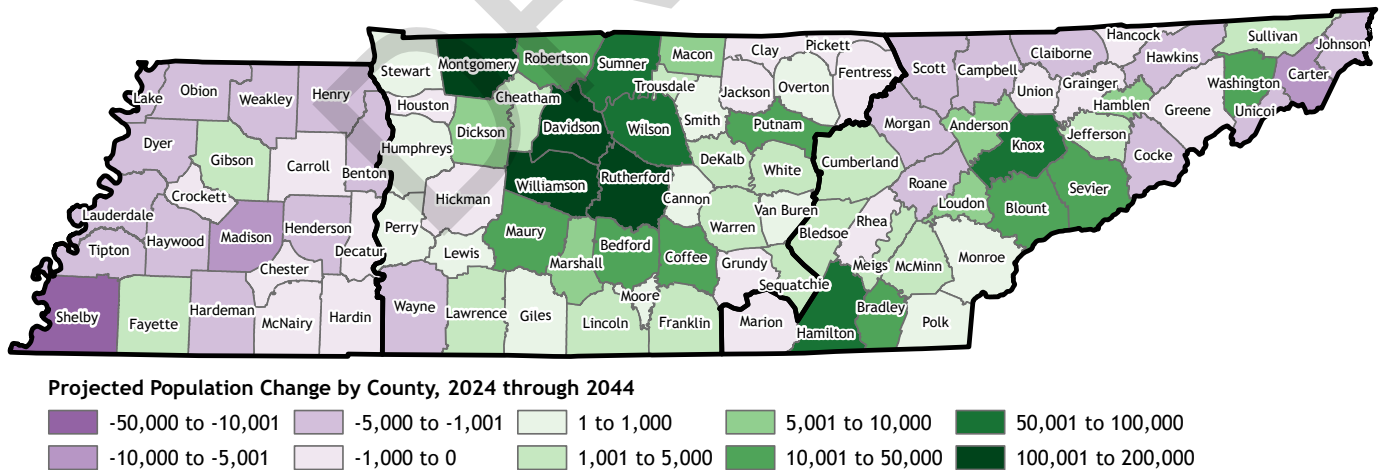 Stewart Montgomery Robertson Sumner Macon Clay Pickett Scott Campbell Claiborne Hancock Hawkins Sullivan Johnson
Lake Obion Weakley Henry Houston Cheatham Trousdale Jackson Overton Fentress Union Grainger Hamblen Washington Carter
Dyer Gibson Carroll Benton Humphreys Dickson Davidson Wilson Smith Putnam Morgan Anderson Knox Jefferson Greene Unicoi
Crockett Hickman Williamson Rutherford DeKalb White Cumberland Roane Loudon Blount Sevier Cocke
Lauderdale Haywood Madison Henderson Decatur Perry Lewis Maury Cannon Warren Van Buren Bledsoe Rhea
Tipton Chester Marshall Bedford Coffee Grundy Sequatchie Meigs McMinn Monroe
Shelby Fayette Hardeman McNairy Hardin Wayne Lawrence Giles Moore Lincoln Franklin Marion Hamilton Bradley Polk
Projected Population Change by County, 2024 through 2044
-50,000 to -10,001 -5,000 to -1,001 1 to 1,000 5,001 to 10,000 50,001 to 100,000
-10,000 to -5,001 -1,000 to 0 1,001 to 5,000 10,001 to 50,000 100,001 to 200,000